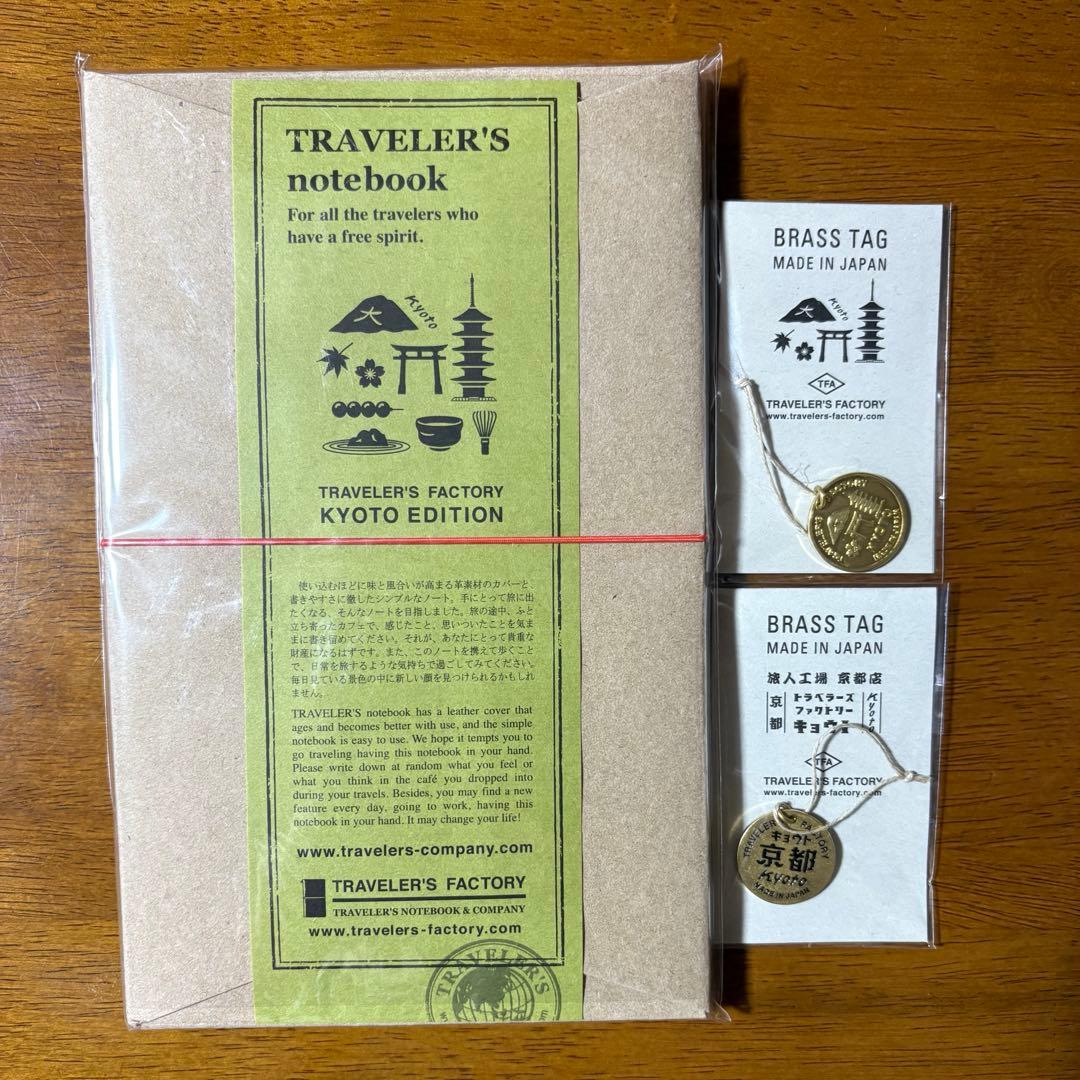 TRAVELER'S
notebook
For all the travelers who
have a free spirit.
大
Kyoto
TRAVELER'S FACTORY
KYOTO EDITION
使い込むほどに味と風合いが高まる革素材のカバーと、
書きやすさに徹したシンプルなノート。手にとって旅に出
たくなる、そんなノートを目指しました。旅の途中、ふと
立ち寄ったカフェで、感じたこと、思いついたことを気ま
まに書き留めてください。それが、あなたにとって貴重な
財産になるはずです。また、このノートを携えて歩くこと
で、日常を旅するような気持ちで過ごしてみてください。
毎日見ている景色の中に新しい顔を見つけられるかもしれ
ません。
TRAVELER'S notebook has a leather cover that
ages and becomes better with use, and the simple
notebook is easy to use. We hope it tempts you to
go traveling having this notebook in your hand.
Please write down at random what you feel or
what you think in the café you dropped into
during your travels. Besides, you may find a new
feature every day, going to work, having this
notebook in your hand. It may change your life!
www.travelers-company.com
TRAVELER'S FACTORY
TRAVELER'S NOTEBOOK & COMPANY
www.travelers-factory.com
TRAVELER'S
BRASS TAG
MADE IN JAPAN
大
Kyoto
TFA
TRAVELER'S FACTORY
www.travelers-factory.com
BRASS TAG
MADE IN JAPAN
旅人工場 京都店
京都
トラベラーズ
ファクトリー
キョウト
Kyoto
TFA
TRAVELER'S FACTORY
www.travelers-factory.com
TRAVELER'S FACTORY
キョウト
京都
Kyoto
MADE IN JAPAN